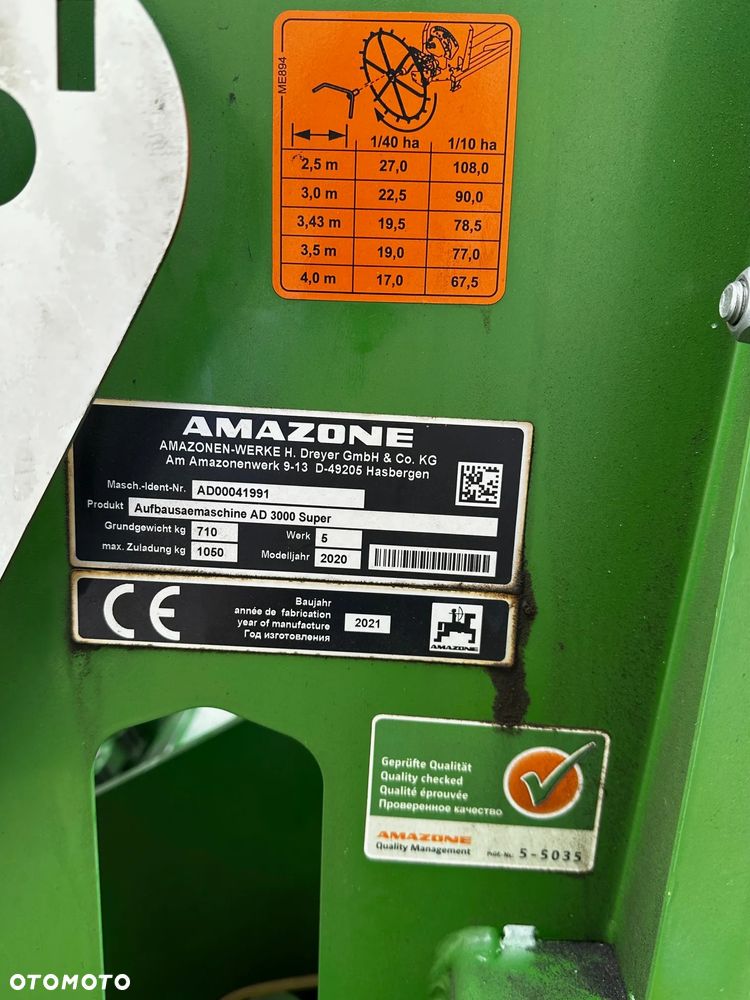 ME894
1/40 ha 1/10 ha
2,5 m 27,0 108,0
3,0 m 22,5 90,0
3,43 m 19,5 78,5
3,5 m 19,0 77,0
4,0 m 17,0 67,5
AMAZONE
AMAZONEN-WERKE H. Dreyer GmbH & Co. KG
Am Amazonenwerk 9-13 D-49205 Hasbergen
Masch.-Ident-Nr. AD00041991
Produkt Aufbausaemaschine AD 3000 Super
Grundgewicht kg 710 Werk 5
max. Zuladung kg 1050 Modelljahr 2020
CE
Baujahr
année de fabrication
year of manufacture
Год изготовления
2021
AMAZONE
Geprüfte Qualität
Quality checked
Qualité éprouvée
Проверенное качество
AMAZONE
Quality Management Prüf.-Nr. 5-5035
OTOMOTO